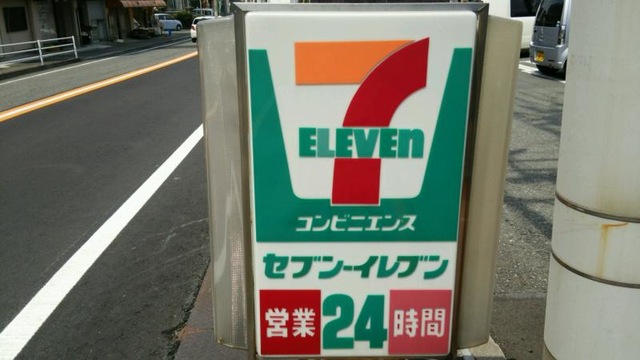 7
ELEVEn
コンビニエンス
セブン-イレブン
営業24時間